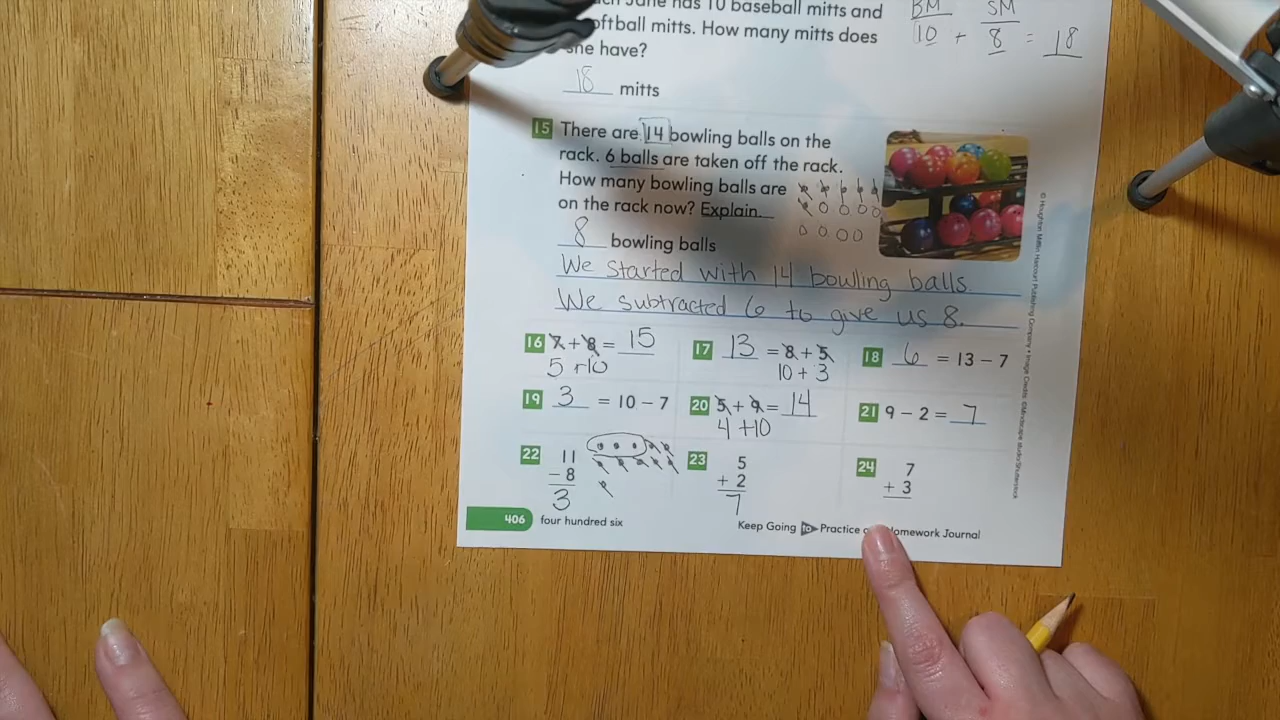 Jane has 10 baseball mitts and
softball mitts. How many mitts does
she have?
BM SM
10 + 8 = 18
18 mitts
15 There are 14 bowling balls on the
rack. 6 balls are taken off the rack.
How many bowling balls are
on the rack now? Explain.
8 bowling balls
We started with 14 bowling balls.
We subtracted 6 to give us 8.
16 7 + 8 = 15
5 + 10
17 13 = 8 + 5
10 + 3
18 6 = 13 − 7
19 3 = 10 − 7
20 5 + 9 = 14
4 + 10
21 9 − 2 = 7
22 11
− 8
3
23 5
+ 2
7
24 7
+ 3
406 four hundred six
Keep Going to Practice Homework Journal
© Houghton Mifflin Harcourt Publishing Company • Image Credits: